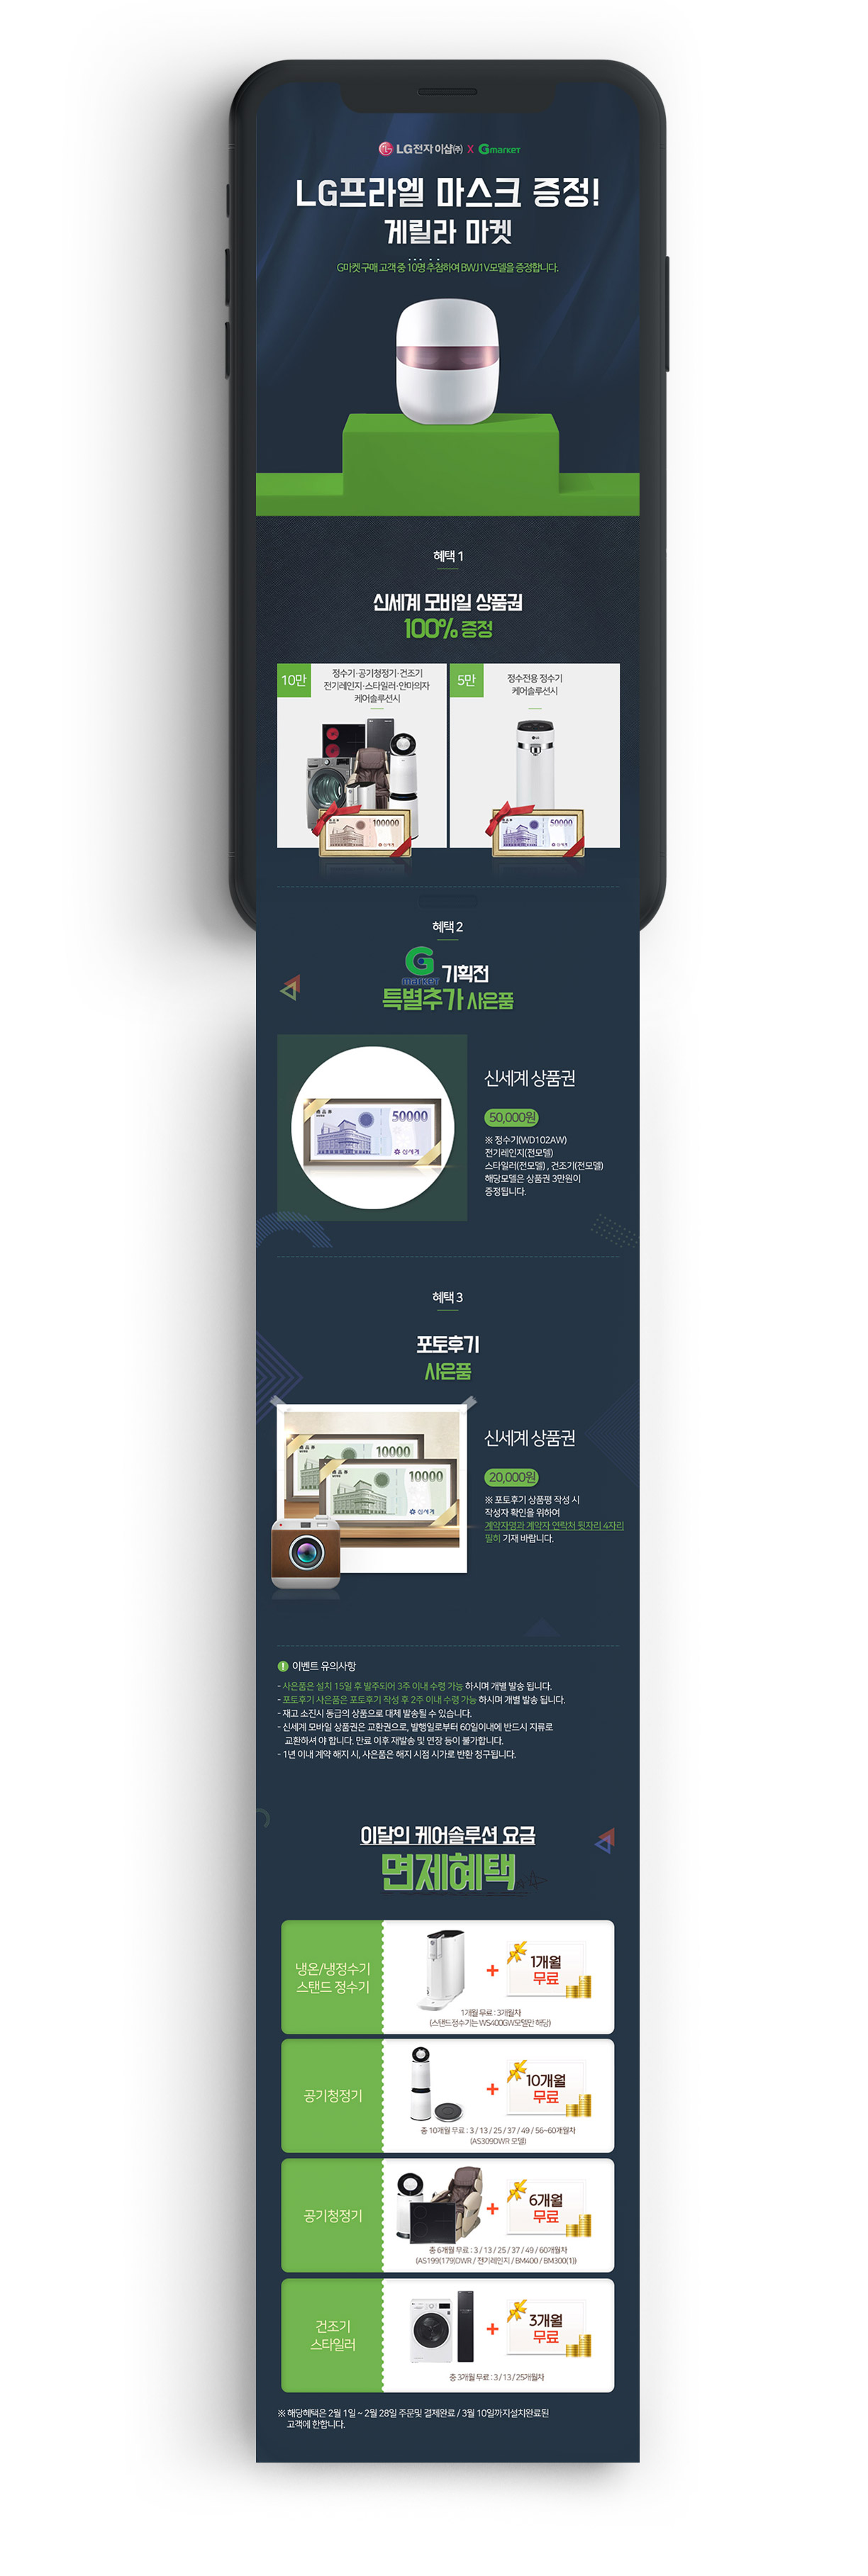 LG전자 이샵㈜ X Gmarket
LG프라엘 마스크 증정!
게릴라 마켓
G마켓 구매 고객 중 10명 추첨하여 BWJ1V모델을 증정합니다.
혜택 1
신세계 모바일 상품권
100% 증정
10만
정수기·공기청정기·건조기
전기레인지·스타일러·안마의자
케어솔루션시
100000
신세계
5만
정수전용 정수기
케어솔루션시
50000
신세계
혜택 2
Gmarket 기획전
특별추가 사은품
50000
신세계
신세계 상품권
50,000원
※ 정수기(WD102AW)
전기레인지(전모델)
스타일러(전모델) , 건조기(전모델)
해당모델은 상품권 3만원이
증정됩니다.
혜택 3
포토후기
사은품
10000
10000
신세계
신세계 상품권
20,000원
※ 포토후기 상품평 작성 시
작성자 확인을 위하여
계약자명과 계약자 연락처 뒷자리 4자리
필히 기재 바랍니다.
! 이벤트 유의사항
- 사은품은 설치 15일 후 발주되어 3주 이내 수령 가능 하시며 개별 발송 됩니다.
- 포토후기 사은품은 포토후기 작성 후 2주 이내 수령 가능 하시며 개별 발송 됩니다.
- 재고 소진시 동급의 상품으로 대체 발송될 수 있습니다.
- 신세계 모바일 상품권은 교환권으로, 발행일로부터 60일이내에 반드시 지류로
교환하셔 야 합니다. 만료 이후 재발송 및 연장 등이 불가합니다.
- 1년 이내 계약 해지 시, 사은품은 해지 시점 시가로 반환 청구됩니다.
이달의 케어솔루션 요금
면제혜택
냉온/냉정수기
스탠드 정수기
+
1개월
무료
1개월 무료 : 3개월차
(스탠드정수기는 WS400GW모델만 해당)
공기청정기
+
10개월
무료
총 10개월 무료 : 3 / 13 / 25 / 37 / 49 / 56~60개월차
(AS309DWR 모델)
공기청정기
+
6개월
무료
총 6개월 무료 : 3 / 13 / 25 / 37 / 49 / 60개월차
(AS199(179)DWR / 전기레인지 / BM400 / BM300(1))
건조기
스타일러
+
3개월
무료
총 3개월 무료 : 3 / 13 / 25개월차
※ 해당혜택은 2월 1일 ~ 2월 28일 주문및 결제완료 / 3월 10일까지설치완료된
고객에 한합니다.